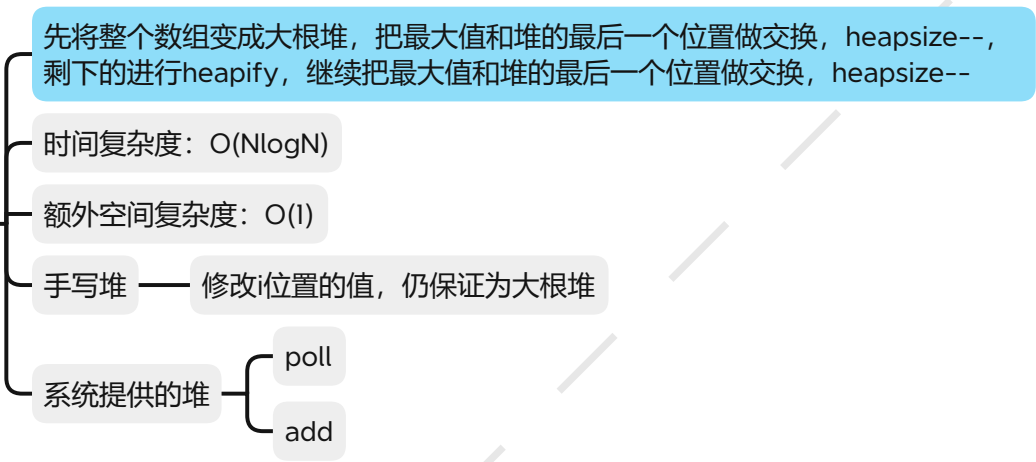 先将整个数组变成大根堆，把最大值和堆的最后一个位置做交换，heapsize--，
剩下的进行heapify，继续把最大值和堆的最后一个位置做交换，heapsize--
时间复杂度：O(NlogN)
额外空间复杂度：O(1)
手写堆
修改i位置的值，仍保证为大根堆
系统提供的堆
poll
add